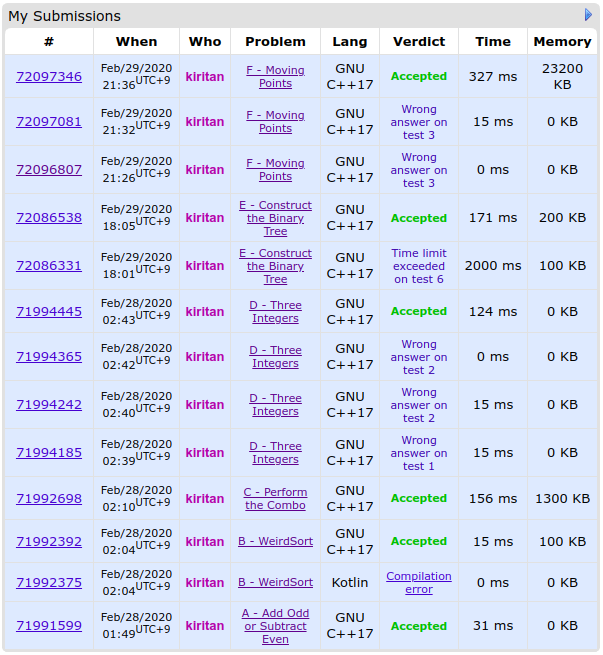 My Submissions
# When Who Problem Lang Verdict Time Memory
72097346 Feb/29/2020 21:36UTC+9 kiritan F - Moving Points GNU C++17 Accepted 327 ms 23200 KB
72097081 Feb/29/2020 21:32UTC+9 kiritan F - Moving Points GNU C++17 Wrong answer on test 3 15 ms 0 KB
72096807 Feb/29/2020 21:26UTC+9 kiritan F - Moving Points GNU C++17 Wrong answer on test 3 0 ms 0 KB
72086538 Feb/29/2020 18:05UTC+9 kiritan E - Construct the Binary Tree GNU C++17 Accepted 171 ms 200 KB
72086331 Feb/29/2020 18:01UTC+9 kiritan E - Construct the Binary Tree GNU C++17 Time limit exceeded on test 6 2000 ms 100 KB
71994445 Feb/28/2020 02:43UTC+9 kiritan D - Three Integers GNU C++17 Accepted 124 ms 0 KB
71994365 Feb/28/2020 02:42UTC+9 kiritan D - Three Integers GNU C++17 Wrong answer on test 2 0 ms 0 KB
71994242 Feb/28/2020 02:40UTC+9 kiritan D - Three Integers GNU C++17 Wrong answer on test 2 15 ms 0 KB
71994185 Feb/28/2020 02:39UTC+9 kiritan D - Three Integers GNU C++17 Wrong answer on test 1 15 ms 0 KB
71992698 Feb/28/2020 02:10UTC+9 kiritan C - Perform the Combo GNU C++17 Accepted 156 ms 1300 KB
71992392 Feb/28/2020 02:04UTC+9 kiritan B - WeirdSort GNU C++17 Accepted 15 ms 100 KB
71992375 Feb/28/2020 02:04UTC+9 kiritan B - WeirdSort Kotlin Compilation error 0 ms 0 KB
71991599 Feb/28/2020 01:49UTC+9 kiritan A - Add Odd or Subtract Even GNU C++17 Accepted 31 ms 0 KB